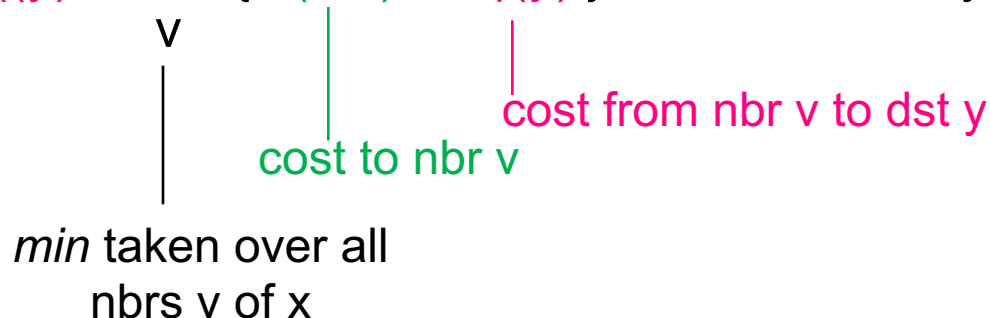 v
cost from nbr v to dst y
cost to nbr v
min taken over all
nbrs v of x